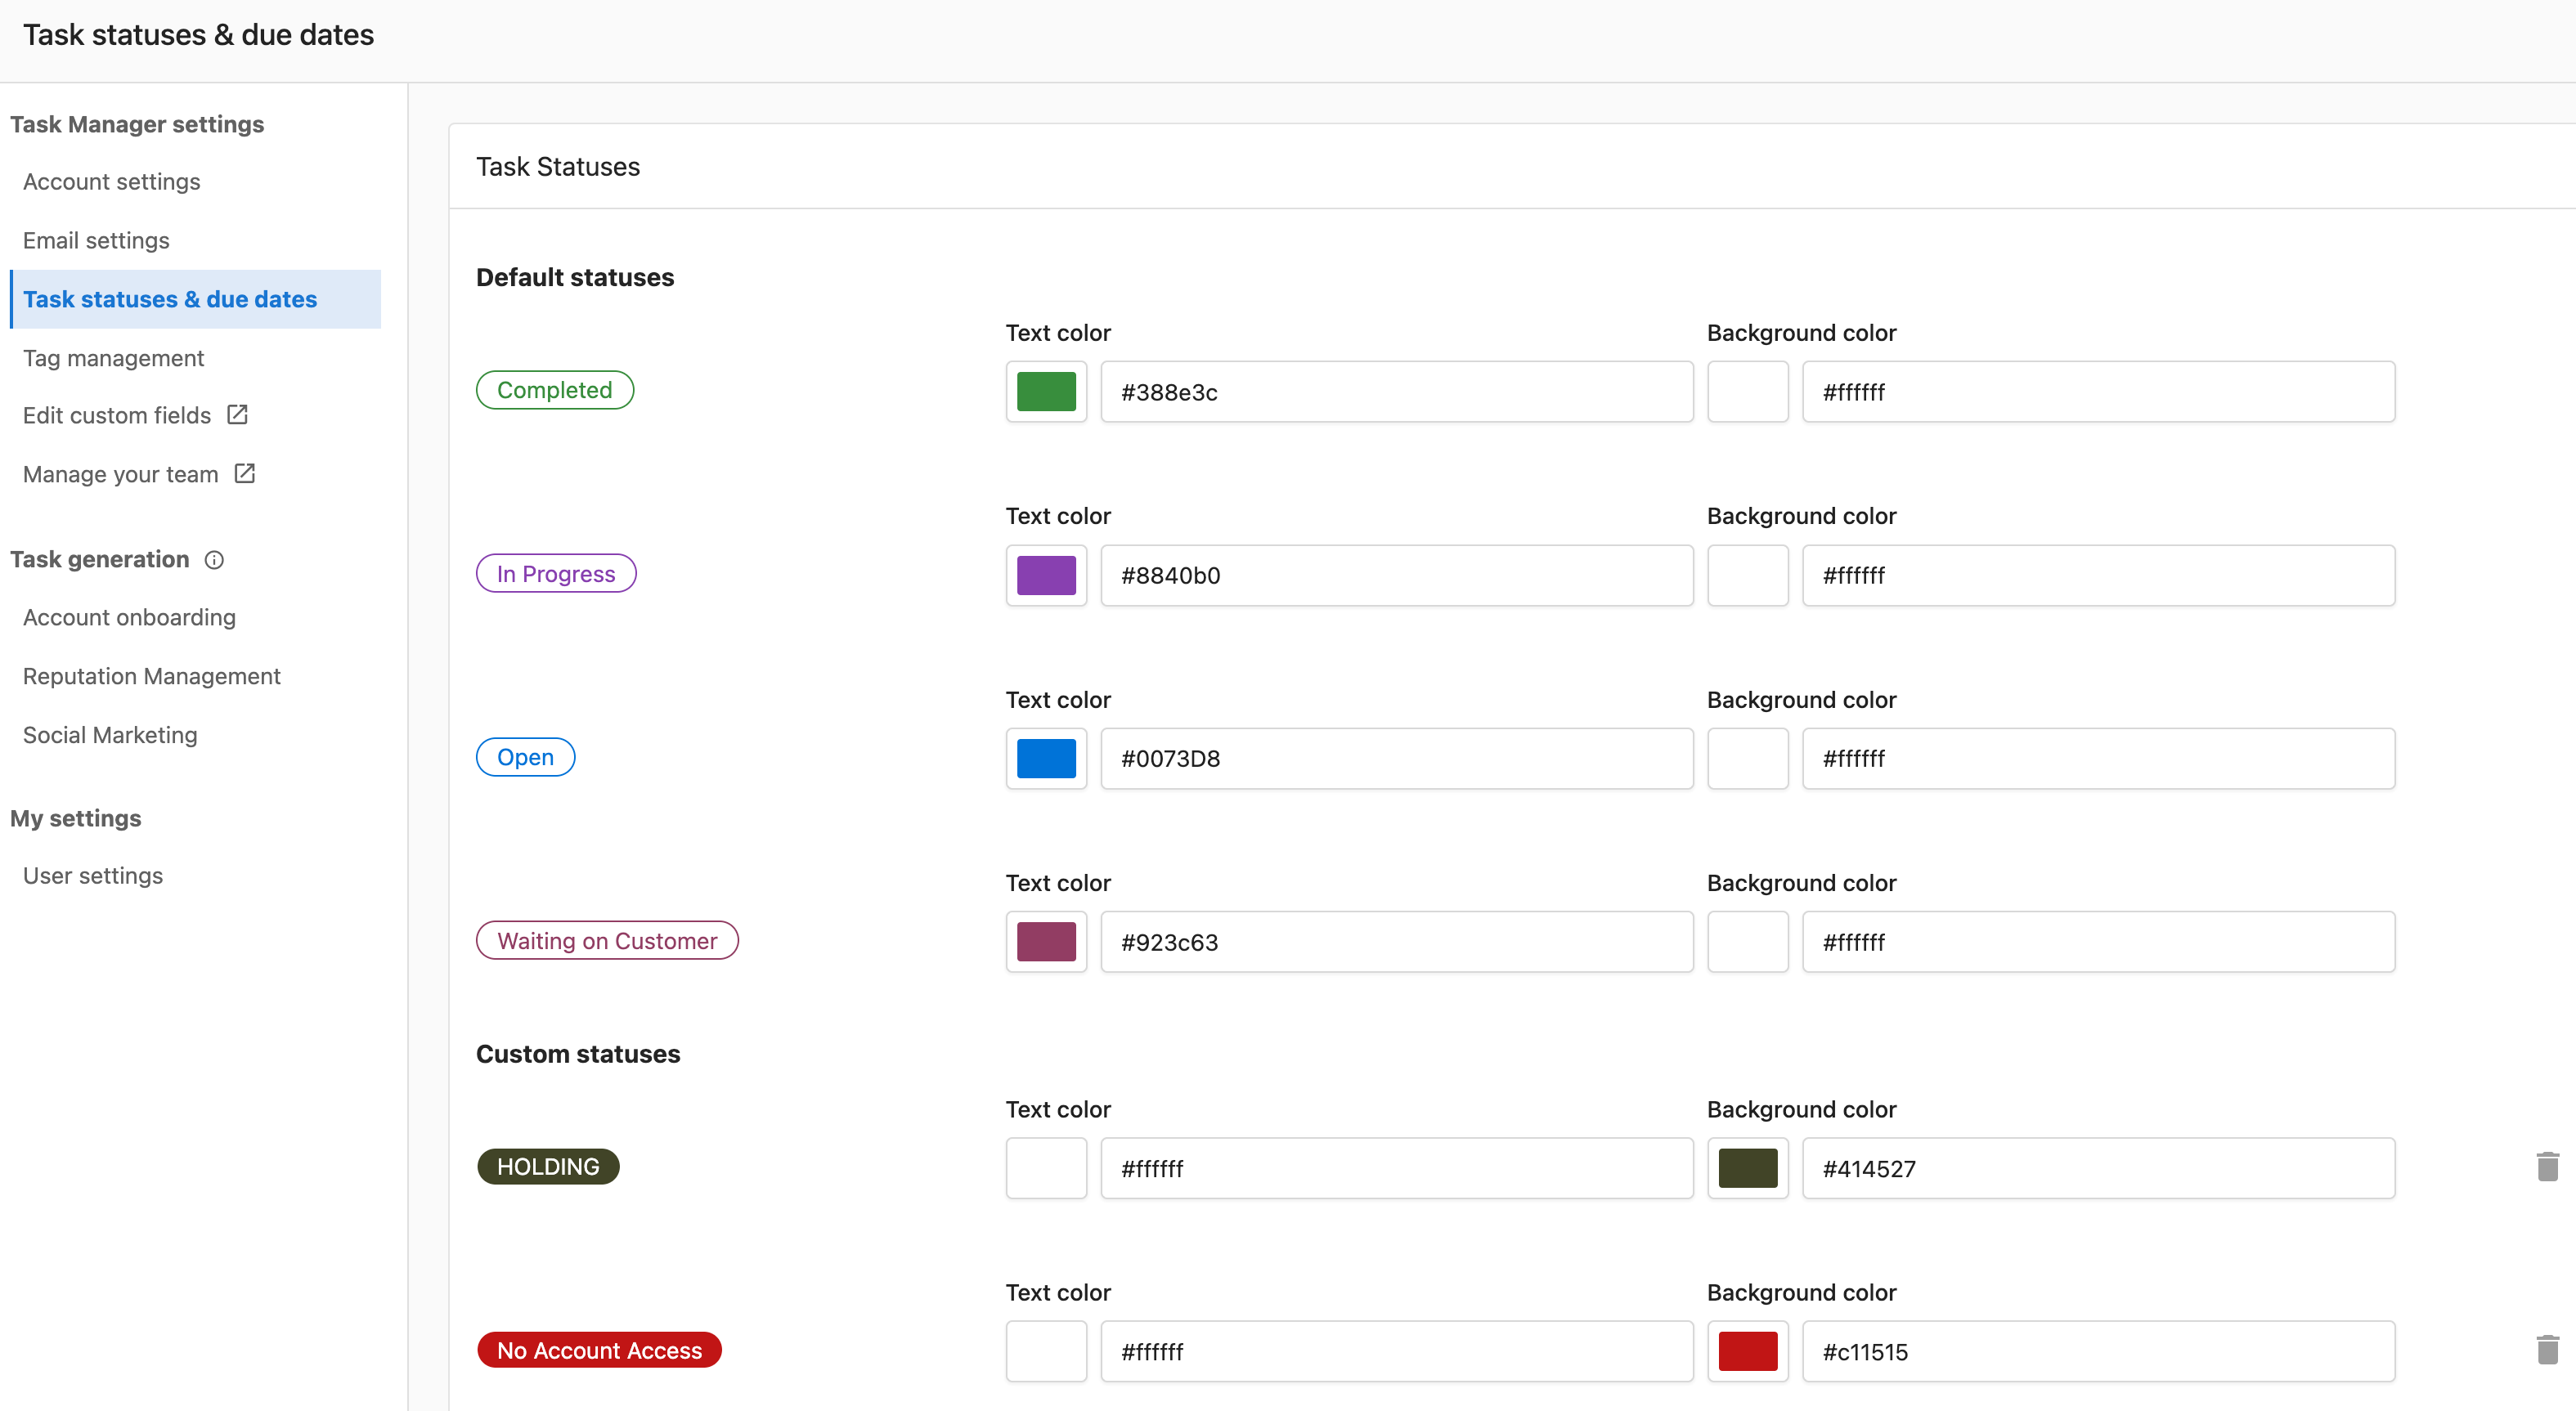 Task statuses & due dates
Task Manager settings
Account settings
Email settings
Task statuses & due dates
Tag management
Edit custom fields
Manage your team
Task generation
Account onboarding
Reputation Management
Social Marketing
My settings
User settings
Task Statuses
Default statuses
Text color Background color
Completed #388e3c #ffffff
Text color Background color
In Progress #8840b0 #ffffff
Text color Background color
Open #0073D8 #ffffff
Text color Background color
Waiting on Customer #923c63 #ffffff
Custom statuses
Text color Background color
HOLDING #ffffff #414527
Text color Background color
No Account Access #ffffff #c11515